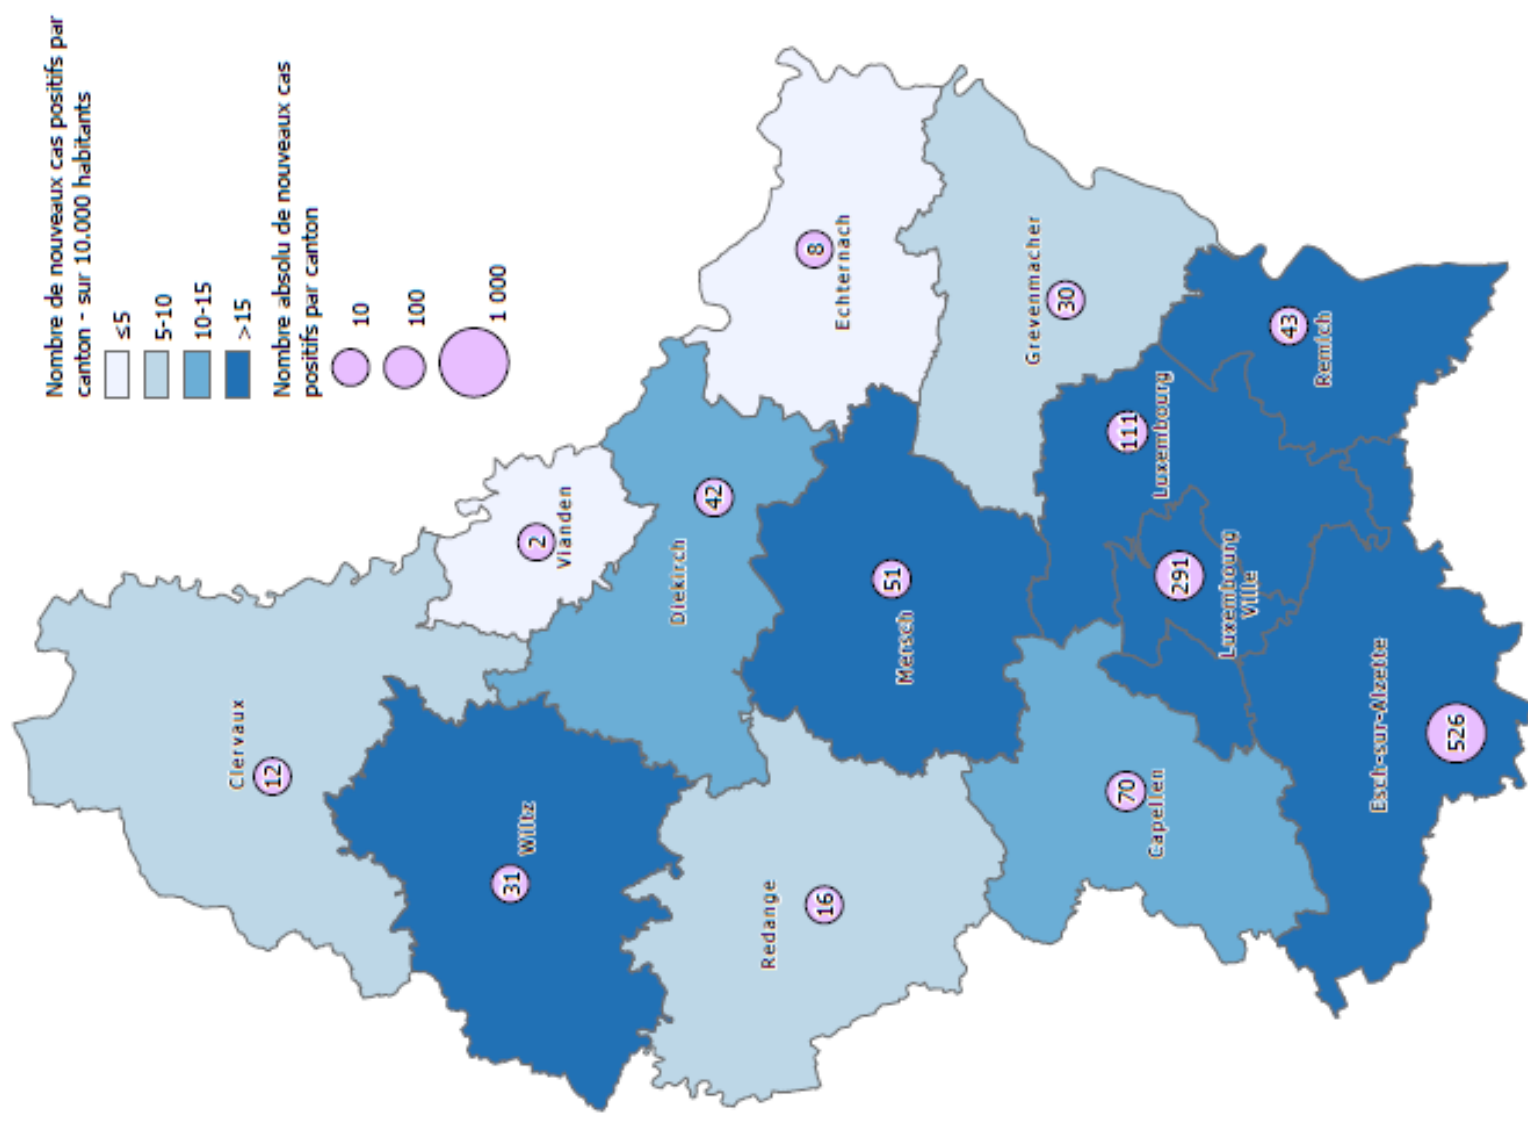 Nombre de nouveaux cas positifs par
canton - sur 10.000 habitants
≤5
5-10
10-15
>15
Nombre absolu de nouveaux cas
positifs par canton
10
100
1 000
Clervaux
12
Wiltz
31
Vianden
2
Diekirch
42
Redange
16
Echternach
8
Mersch
51
Grevenmacher
30
Capellen
70
Luxembourg
111
Luxembourg
Ville
291
Remich
43
Esch-sur-Alzette
526